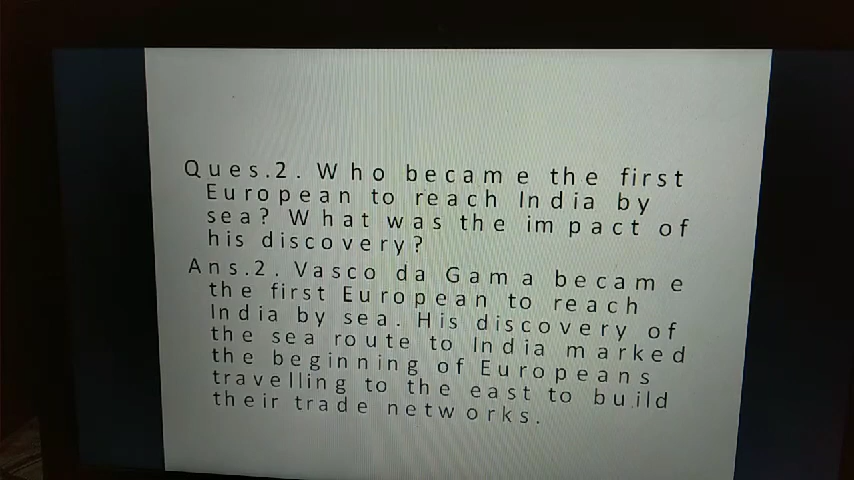 Ques.2. Who became the first
European to reach India by
sea? What was the impact of
his discovery?
Ans.2. Vasco da Gama became
the first European to reach
India by sea. His discovery of
the sea route to India marked
the beginning of Europeans
travelling to the east to build
their trade networks.